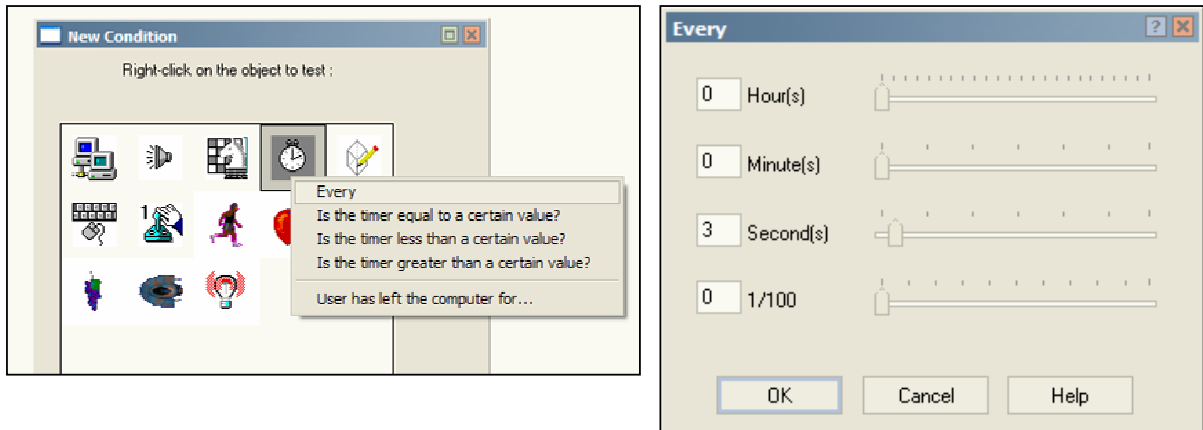 New Condition
Right-click on the object to test :
1
Every
Is the timer equal to a certain value?
Is the timer less than a certain value?
Is the timer greater than a certain value?
User has left the computer for...
Every
0 Hour(s)
0 Minute(s)
3 Second(s)
0 1/100
OK Cancel Help